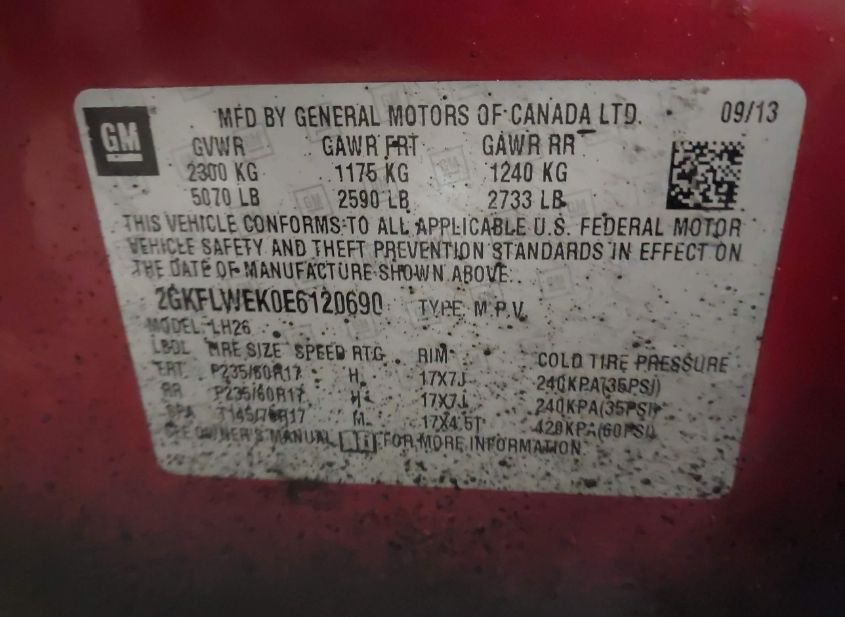 GM MFD BY GENERAL MOTORS OF CANADA LTD. 09/13
GVWR GAWR FRT GAWR RR
2300 KG 1175 KG 1240 KG
5070 LB 2590 LB 2733 LB
THIS VEHICLE CONFORMS TO ALL APPLICABLE U.S. FEDERAL MOTOR
VEHICLE SAFETY AND THEFT PREVENTION STANDARDS IN EFFECT ON
THE DATE OF MANUFACTURE SHOWN ABOVE.
2GKFLWEK0E6120690 TYPE: M.P.V.
MODEL: LH26
TIRE SIZE SPEED RTG RIM COLD TIRE PRESSURE
FRT P235/60R17 H 17X7J 240KPA(35PSI)
RR P235/60R17 H 17X7J 240KPA(35PSI)
SPA T145/70R17 M 17X4.5T 420KPA(60PSI)
SEE OWNER'S MANUAL FOR MORE INFORMATION